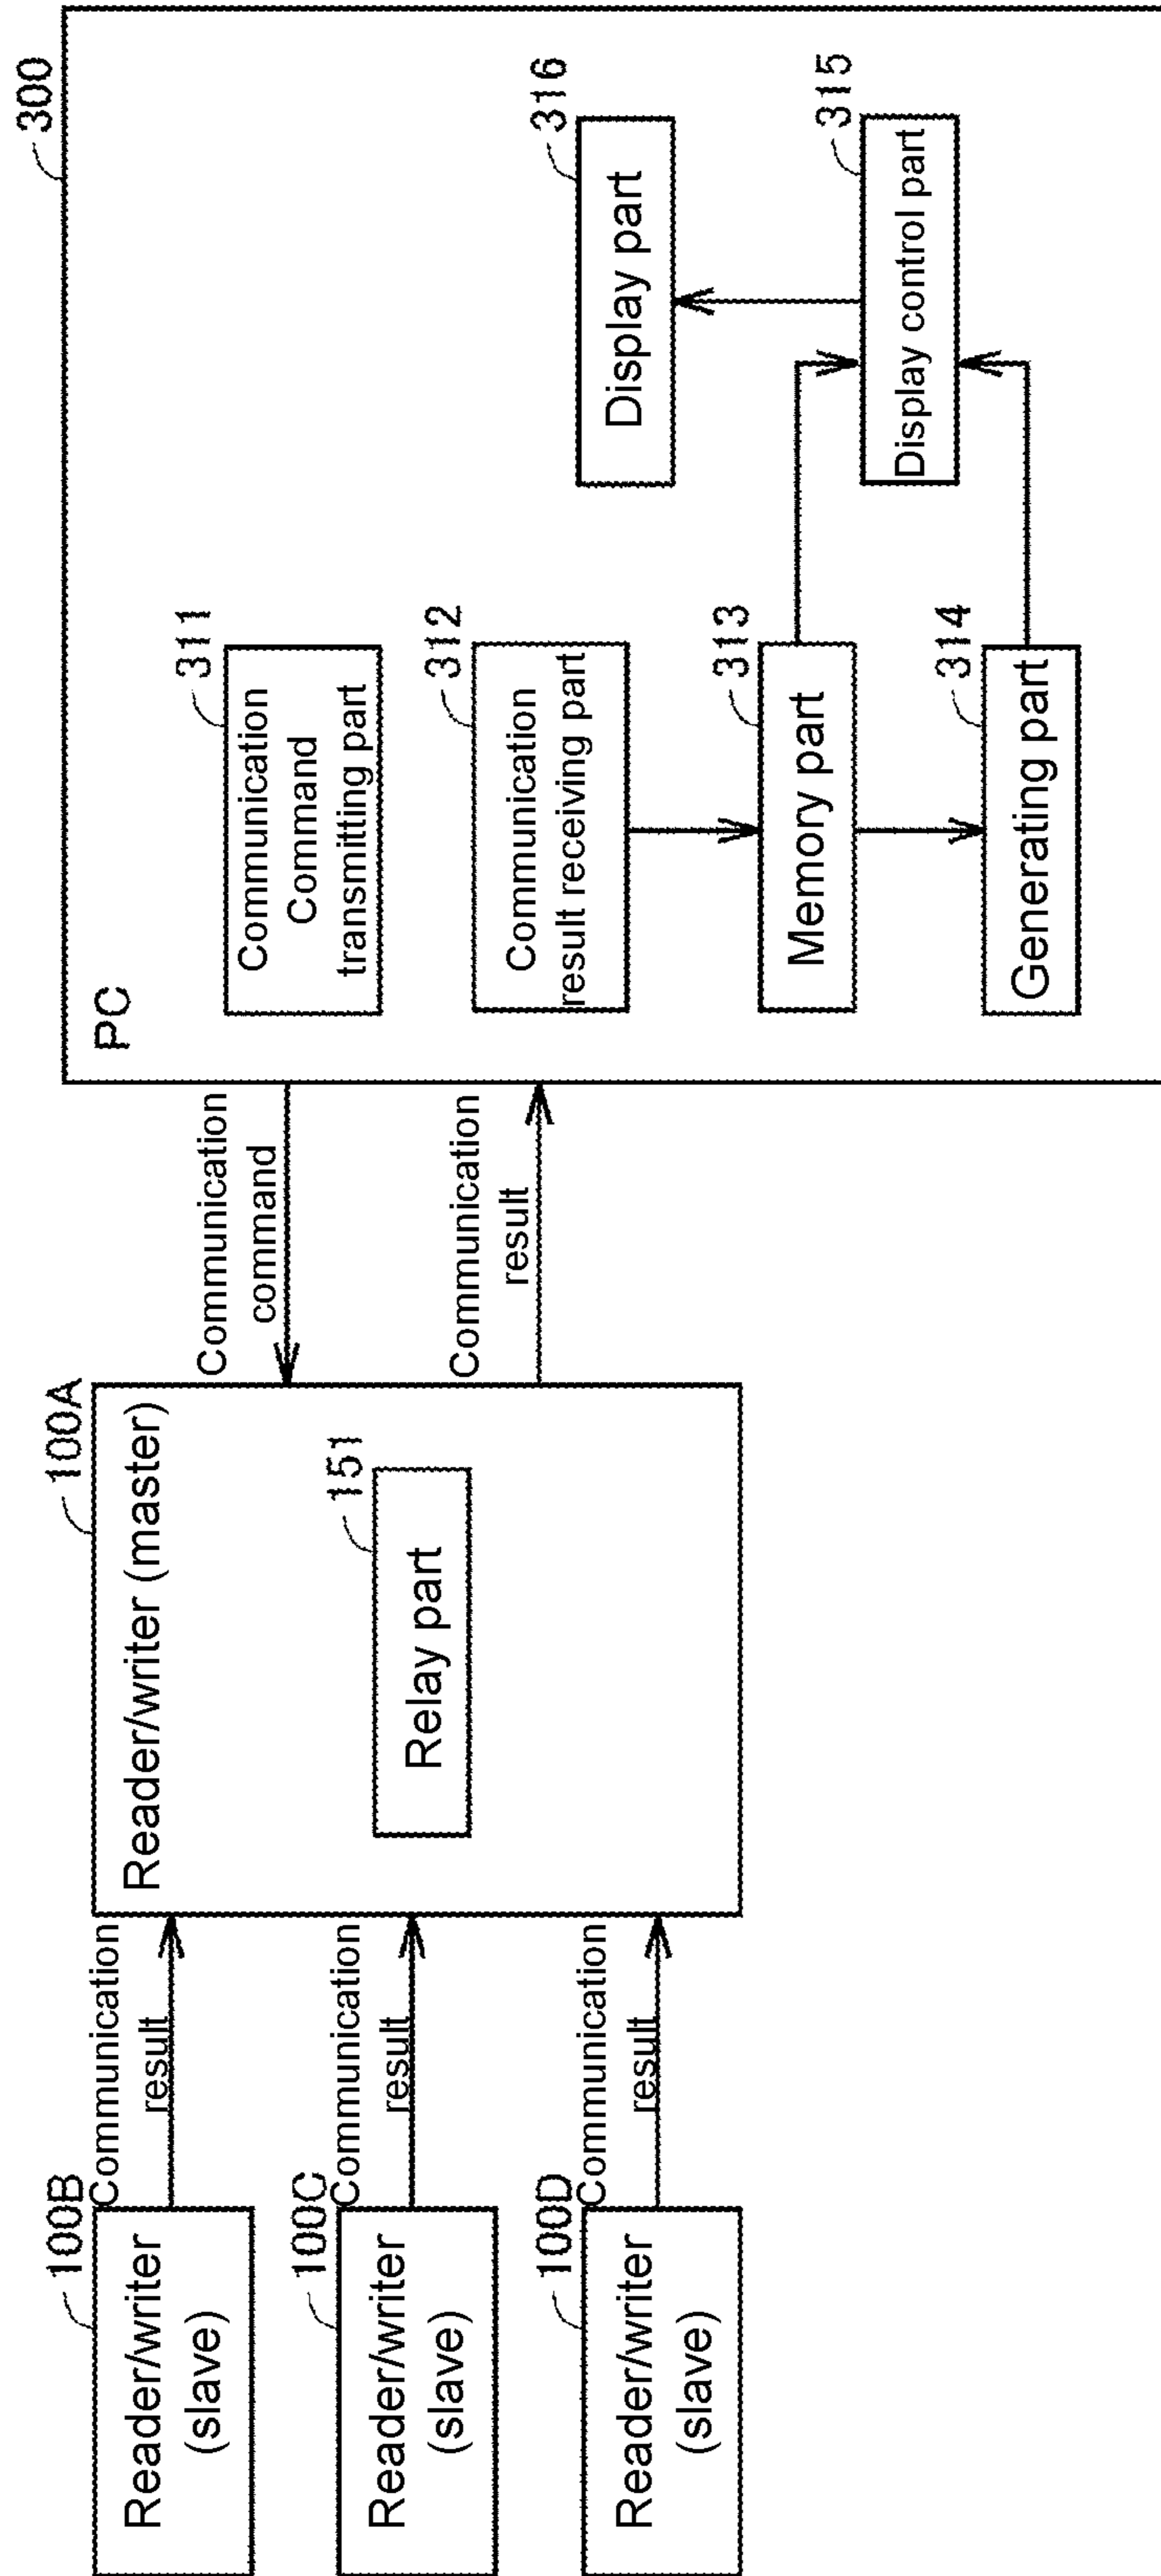 100B
Reader/writer
(slave)
Communication
result
100C
Reader/writer
(slave)
Communication
result
100D
Reader/writer
(slave)
Communication
result
100A
Reader/writer (master)
151
Relay part
Communication
command
Communication
result
300
PC
311
Communication
Command
transmitting part
312
Communication
result receiving part
313
Memory part
314
Generating part
316
Display part
315
Display control part